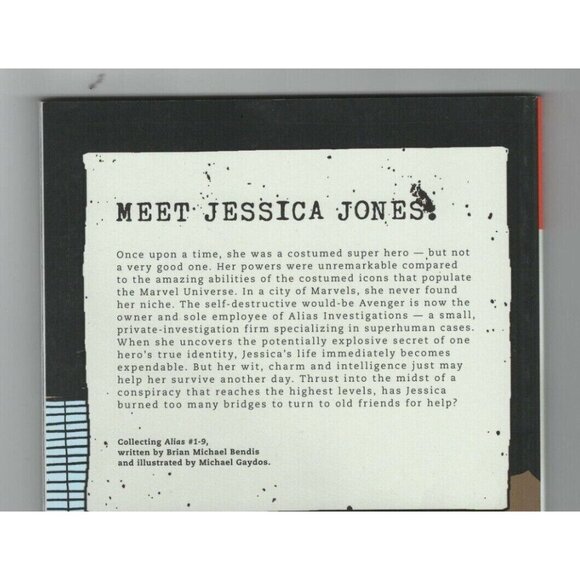 MEET JESSICA JONES.
Once upon a time, she was a costumed super hero — but not
a very good one. Her powers were unremarkable compared
to the amazing abilities of the costumed icons that populate
the Marvel Universe. In a city of Marvels, she never found
her niche. The self-destructive would-be Avenger is now the
owner and sole employee of Alias Investigations — a small,
private-investigation firm specializing in superhuman cases.
When she uncovers the potentially explosive secret of one
hero's true identity, Jessica's life immediately becomes
expendable. But her wit, charm and intelligence just may
help her survive another day. Thrust into the midst of a
conspiracy that reaches the highest levels, has Jessica
burned too many bridges to turn to old friends for help?
Collecting Alias #1-9,
written by Brian Michael Bendis
and illustrated by Michael Gaydos.